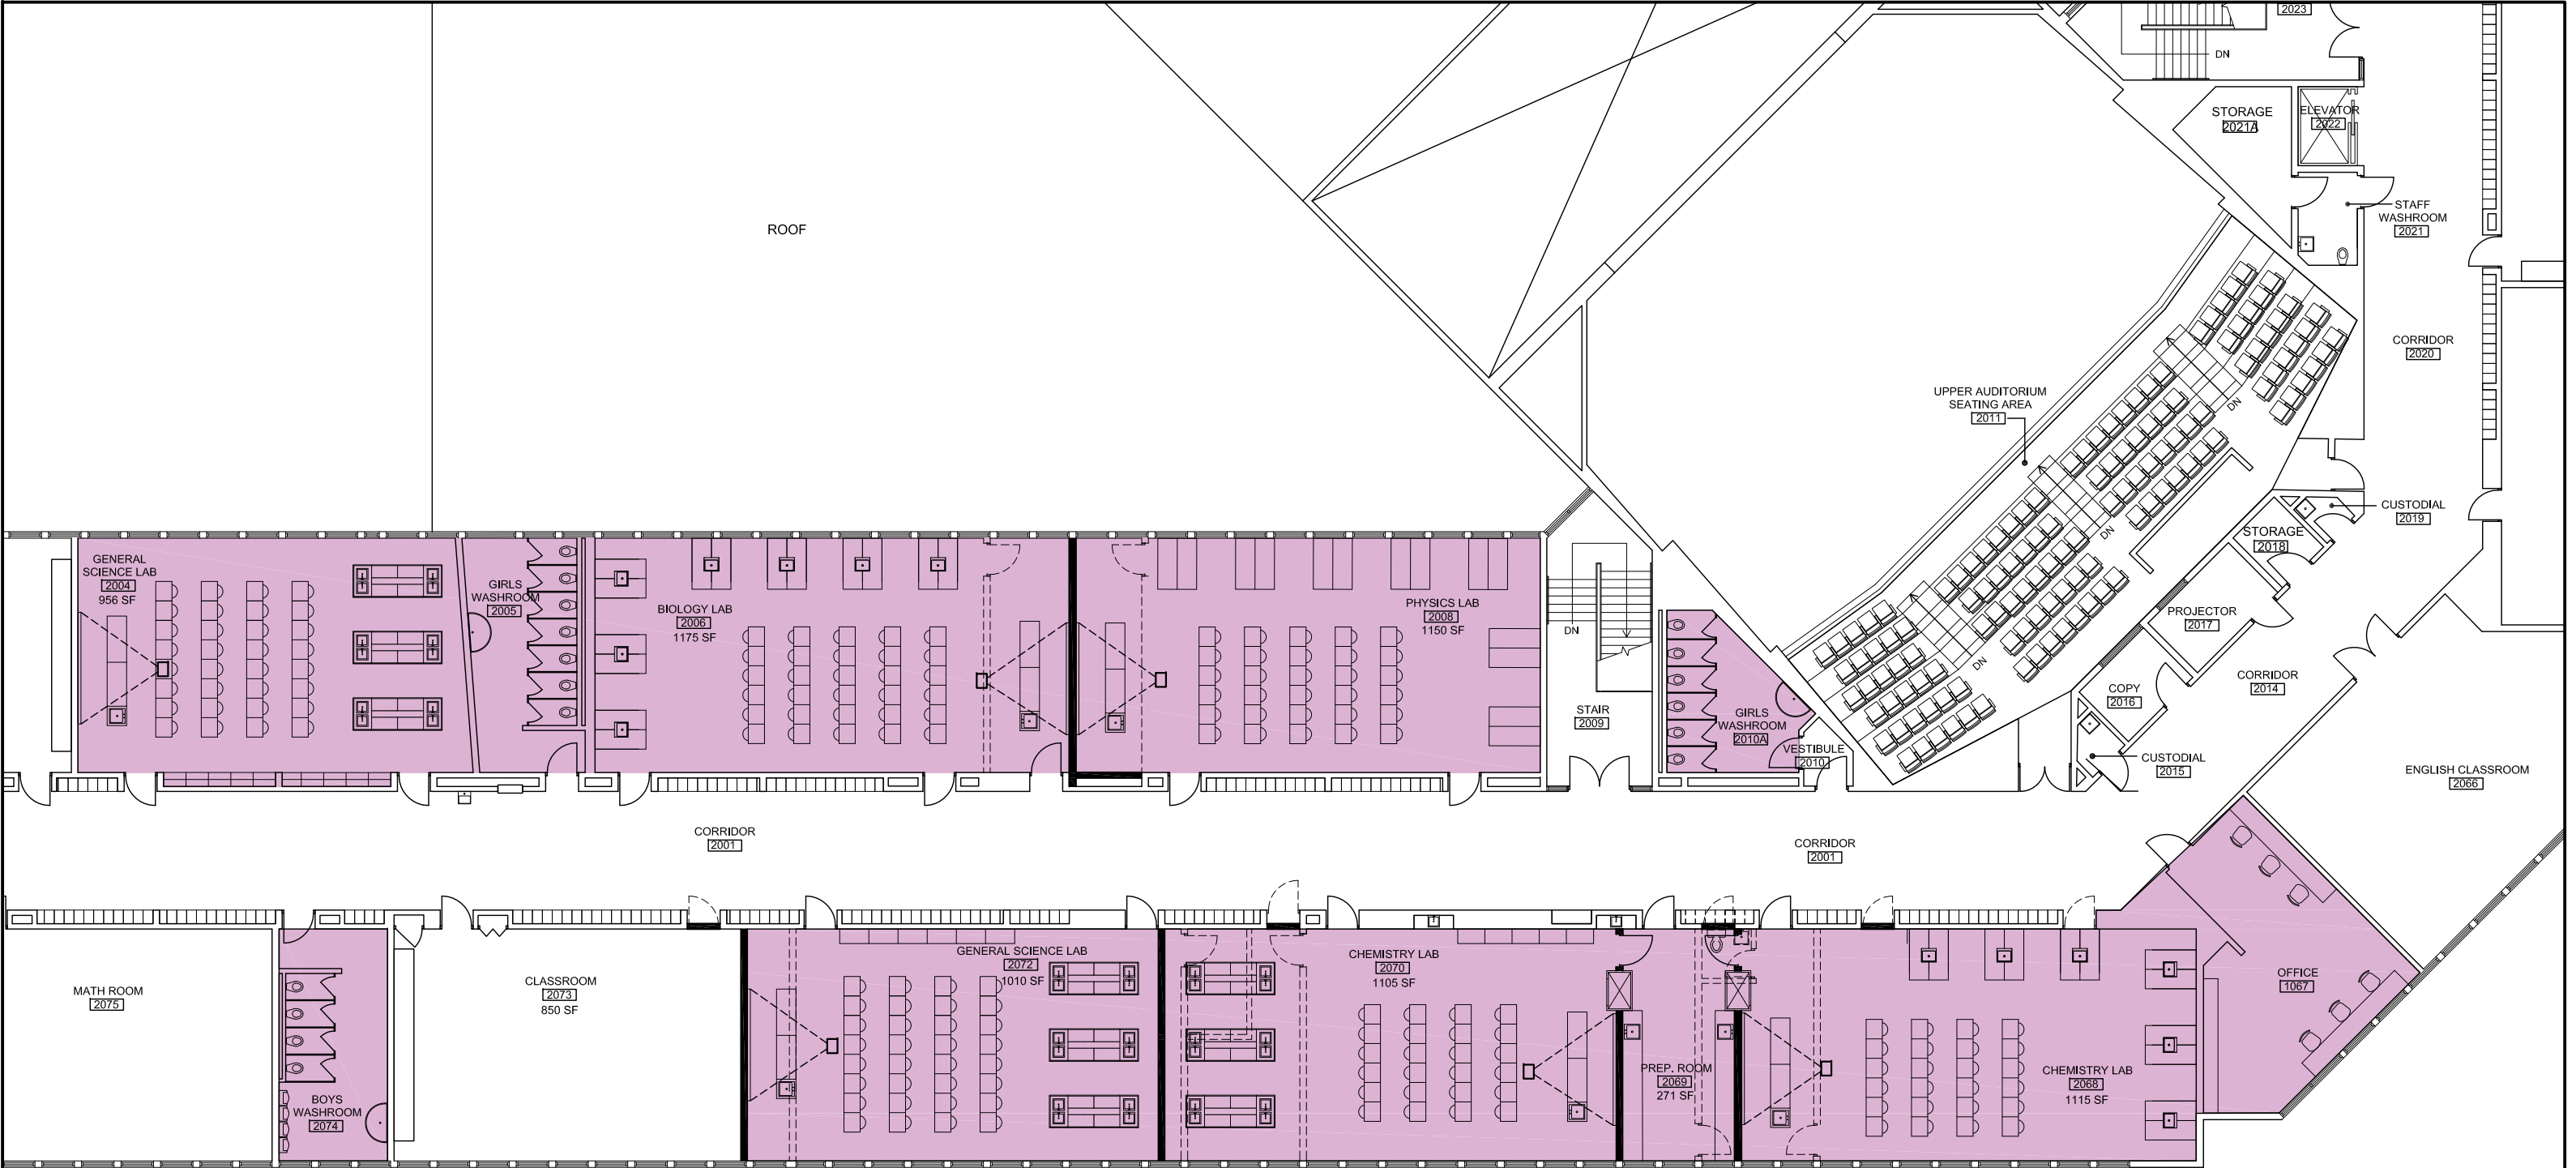 2023
DN
STORAGE
2021A
ELEVATOR
2022
STAFF
WASHROOM
2021
ROOF
CORRIDOR
2020
UPPER AUDITORIUM
SEATING AREA
2011
DN
DN
DN
CUSTODIAL
2019
STORAGE
2018
PROJECTOR
2017
CORRIDOR
2014
COPY
2016
CUSTODIAL
2015
GENERAL
SCIENCE LAB
2004
956 SF
GIRLS
WASHROOM
2005
BIOLOGY LAB
2006
1175 SF
PHYSICS LAB
2008
1150 SF
DN
STAIR
2009
GIRLS
WASHROOM
2010A
VESTIBULE
2010
ENGLISH CLASSROOM
2066
CORRIDOR
2001
CORRIDOR
2001
MATH ROOM
2075
BOYS
WASHROOM
2074
CLASSROOM
2073
850 SF
GENERAL SCIENCE LAB
2072
1010 SF
CHEMISTRY LAB
2070
1105 SF
PREP. ROOM
2069
271 SF
CHEMISTRY LAB
2068
1115 SF
OFFICE
1067